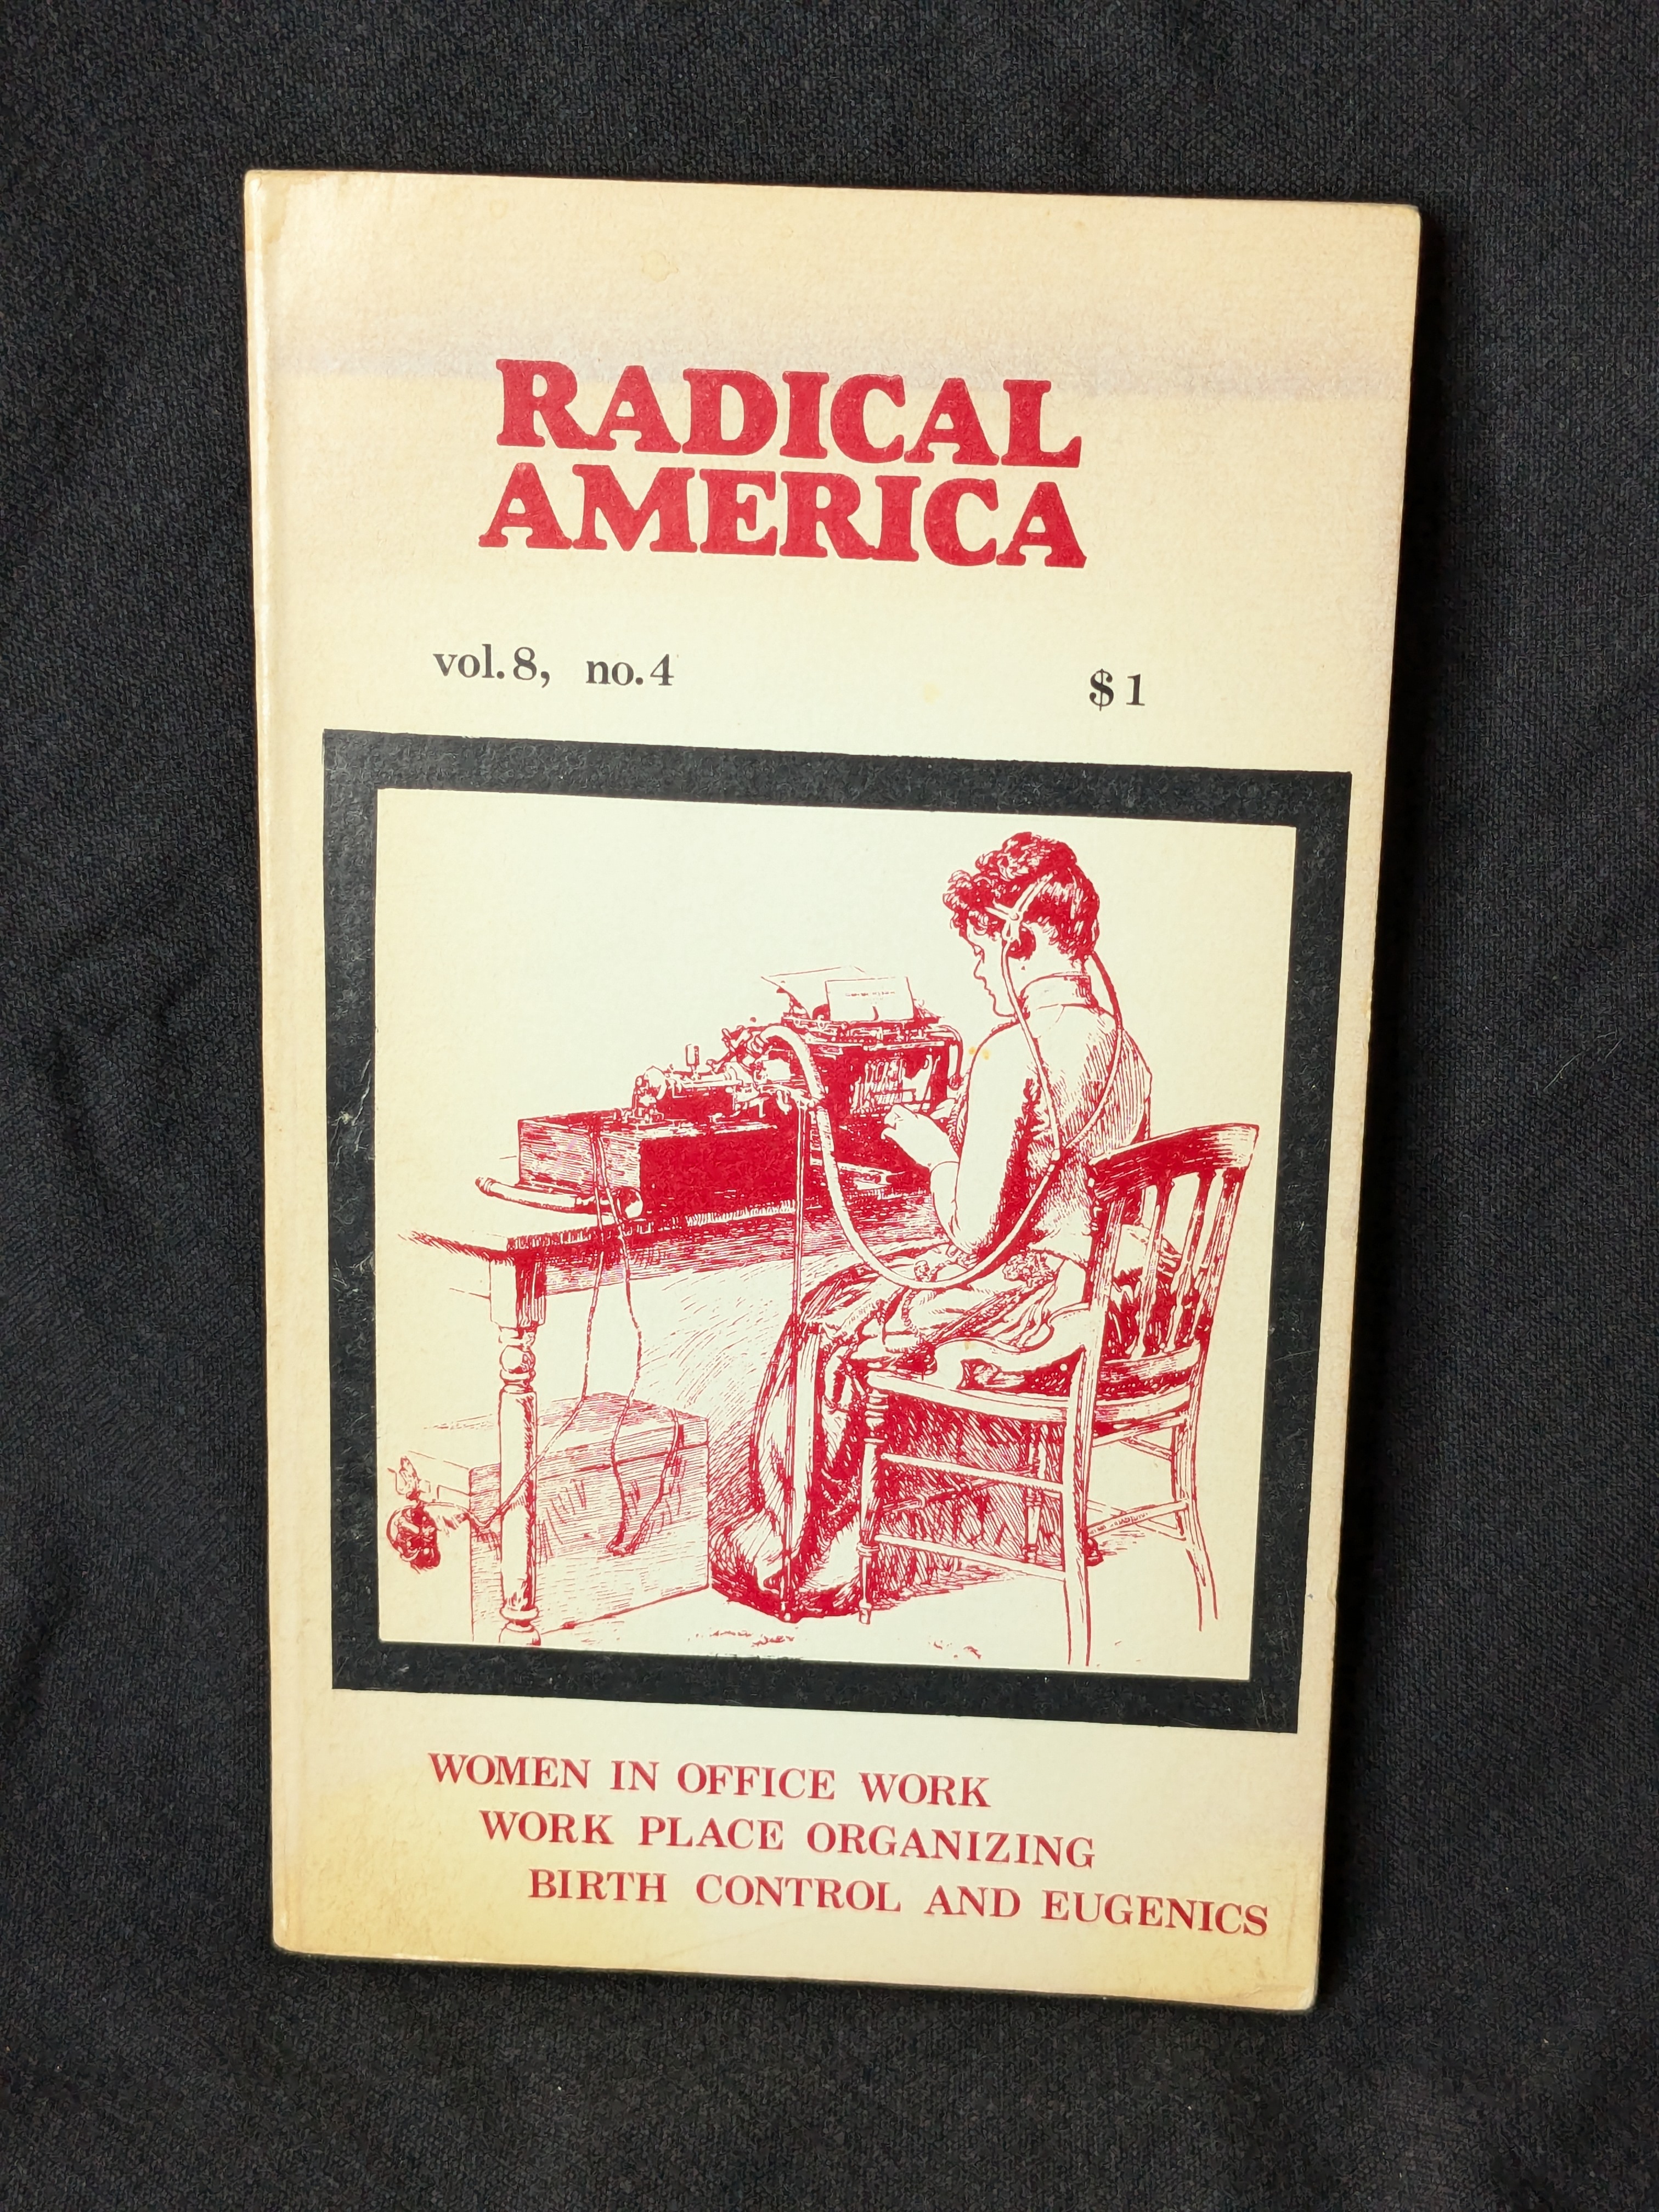 RADICAL
AMERICA
vol.8, no.4 $1
WOMEN IN OFFICE WORK
WORK PLACE ORGANIZING
BIRTH CONTROL AND EUGENICS